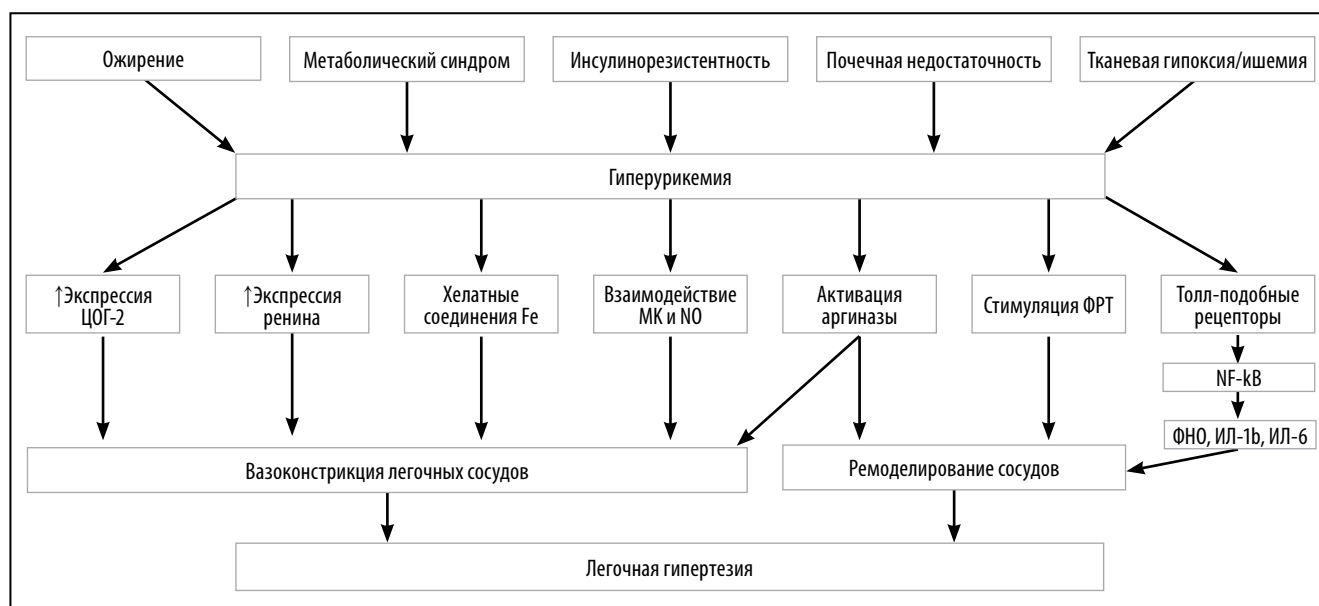 Ожирение
Метаболический синдром
Инсулинорезистентность
Почечная недостаточность
Тканевая гипоксия/ишемия
Гиперурикемия
↑Экспрессия
ЦОГ-2
↑Экспрессия
ренина
Хелатные
соединения Fe
Взаимодействие
МК и NO
Активация
аргиназы
Стимуляция ФРТ
Толл-подобные
рецепторы
NF-kB
ФНО, ИЛ-1b, ИЛ-6
Вазоконстрикция легочных сосудов
Ремоделирование сосудов
Легочная гипертезия